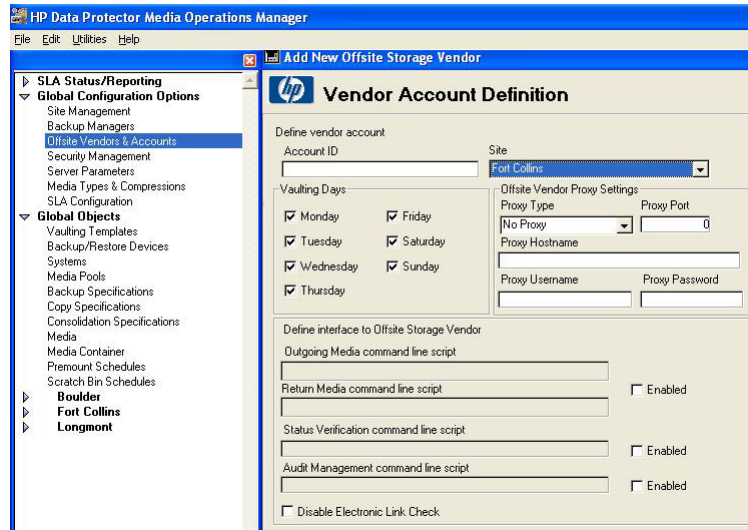 HP Data Protector Media Operations Manager
File Edit Utilities Help
SLA Status/Reporting
Global Configuration Options
Site Management
Backup Managers
Offsite Vendors & Accounts
Security Management
Server Parameters
Media Types & Compressions
SLA Configuration
Global Objects
Vaulting Templates
Backup/Restore Devices
Systems
Media Pools
Backup Specifications
Copy Specifications
Consolidation Specifications
Media
Media Container
Premount Schedules
Scratch Bin Schedules
Boulder
Fort Collins
Longmont
Add New Offsite Storage Vendor
hp
Vendor Account Definition
Define vendor account
Account ID
Site
Fort Collins
Vaulting Days
Monday
Friday
Tuesday
Saturday
Wednesday
Sunday
Thursday
Offsite Vendor Proxy Settings
Proxy Type
Proxy Port
No Proxy
0
Proxy Hostname
Proxy Username
Proxy Password
Define interface to Offsite Storage Vendor
Outgoing Media command line script
Return Media command line script
Enabled
Status Verification command line script
Enabled
Audit Management command line script
Enabled
Disable Electronic Link Check